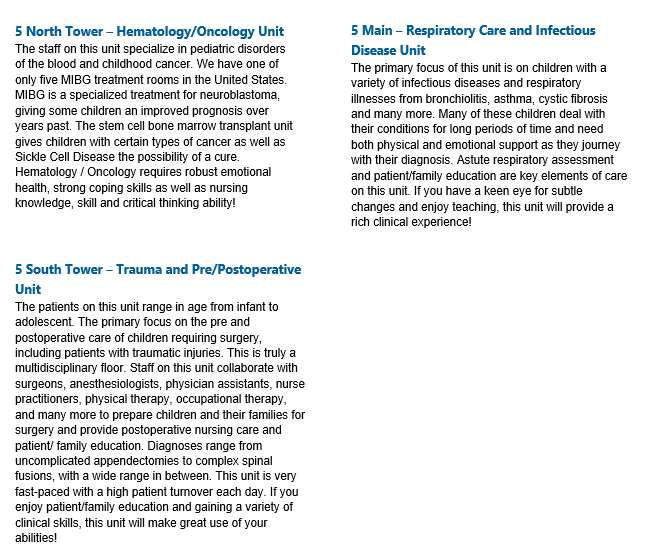 5 North Tower – Hematology/Oncology Unit
The staff on this unit specialize in pediatric disorders
of the blood and childhood cancer. We have one of
only five MIBG treatment rooms in the United States.
MIBG is a specialized treatment for neuroblastoma,
giving some children an improved prognosis over
years past. The stem cell bone marrow transplant unit
gives children with certain types of cancer as well as
Sickle Cell Disease the possibility of a cure.
Hematology / Oncology requires robust emotional
health, strong coping skills as well as nursing
knowledge, skill and critical thinking ability!
5 Main – Respiratory Care and Infectious
Disease Unit
The primary focus of this unit is on children with a
variety of infectious diseases and respiratory
illnesses from bronchiolitis, asthma, cystic fibrosis
and many more. Many of these children deal with
their conditions for long periods of time and need
both physical and emotional support as they journey
with their diagnosis. Astute respiratory assessment
and patient/family education are key elements of care
on this unit. If you have a keen eye for subtle
changes and enjoy teaching, this unit will provide a
rich clinical experience!
5 South Tower – Trauma and Pre/Postoperative
Unit
The patients on this unit range in age from infant to
adolescent. The primary focus on the pre and
postoperative care of children requiring surgery,
including patients with traumatic injuries. This is truly a
multidisciplinary floor. Staff on this unit collaborate with
surgeons, anesthesiologists, physician assistants, nurse
practitioners, physical therapy, occupational therapy,
and many more to prepare children and their families for
surgery and provide postoperative nursing care and
patient/ family education. Diagnoses range from
uncomplicated appendectomies to complex spinal
fusions, with a wide range in between. This unit is very
fast-paced with a high patient turnover each day. If you
enjoy patient/family education and gaining a variety of
clinical skills, this unit will make great use of your
abilities!